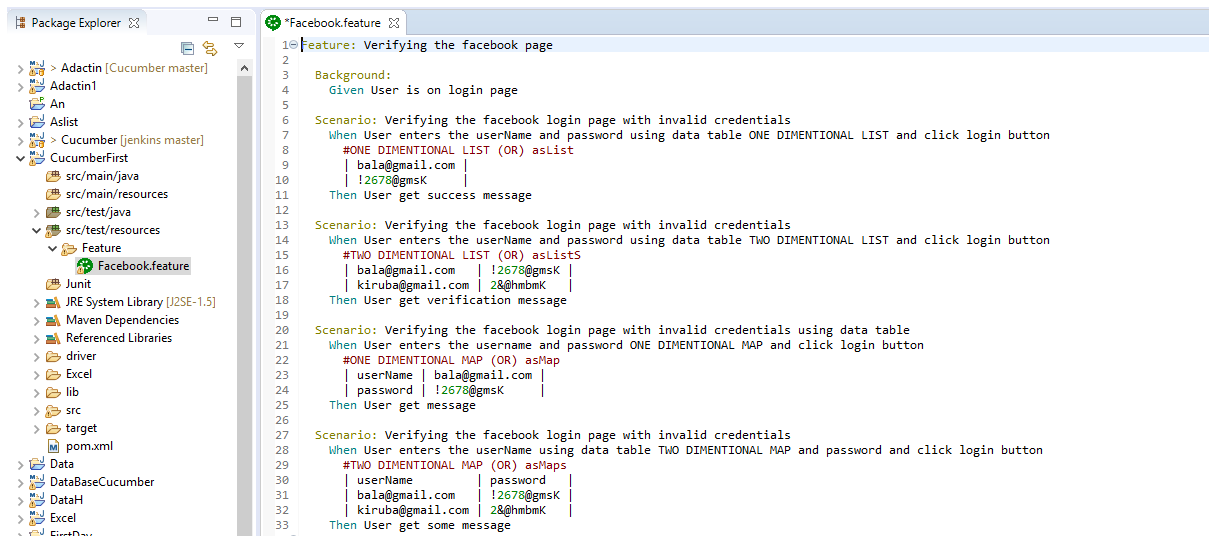 Package Explorer
> Adactin [Cucumber master]
Adactin1
An
Aslist
> Cucumber [jenkins master]
CucumberFirst
src/main/java
src/main/resources
src/test/java
src/test/resources
Feature
Facebook.feature
Junit
JRE System Library [J2SE-1.5]
Maven Dependencies
Referenced Libraries
driver
Excel
lib
src
target
pom.xml
Data
DataBaseCucumber
DataH
Excel
FirstDay
*Facebook.feature
1 Feature: Verifying the facebook page
2
3 Background:
4 Given User is on login page
5
6 Scenario: Verifying the facebook login page with invalid credentials
7 When User enters the userName and password using data table ONE DIMENTIONAL LIST and click login button
8 #ONE DIMENTIONAL LIST (OR) asList
9 | bala@gmail.com |
10 | !2678@gmsK |
11 Then User get success message
12
13 Scenario: Verifying the facebook login page with invalid credentials
14 When User enters the userName and password using data table TWO DIMENTIONAL LIST and click login button
15 #TWO DIMENTIONAL LIST (OR) asListS
16 | bala@gmail.com | !2678@gmsK |
17 | kiruba@gmail.com | 2&@hmbmK |
18 Then User get verification message
19
20 Scenario: Verifying the facebook login page with invalid credentials using data table
21 When User enters the username and password ONE DIMENTIONAL MAP and click login button
22 #ONE DIMENTIONAL MAP (OR) asMap
23 | userName | bala@gmail.com |
24 | password | !2678@gmsK |
25 Then User get message
26
27 Scenario: Verifying the facebook login page with invalid credentials
28 When User enters the userName using data table TWO DIMENTIONAL MAP and password and click login button
29 #TWO DIMENTIONAL MAP (OR) asMaps
30 | userName | password |
31 | bala@gmail.com | !2678@gmsK |
32 | kiruba@gmail.com | 2&@hmbmK |
33 Then User get some message